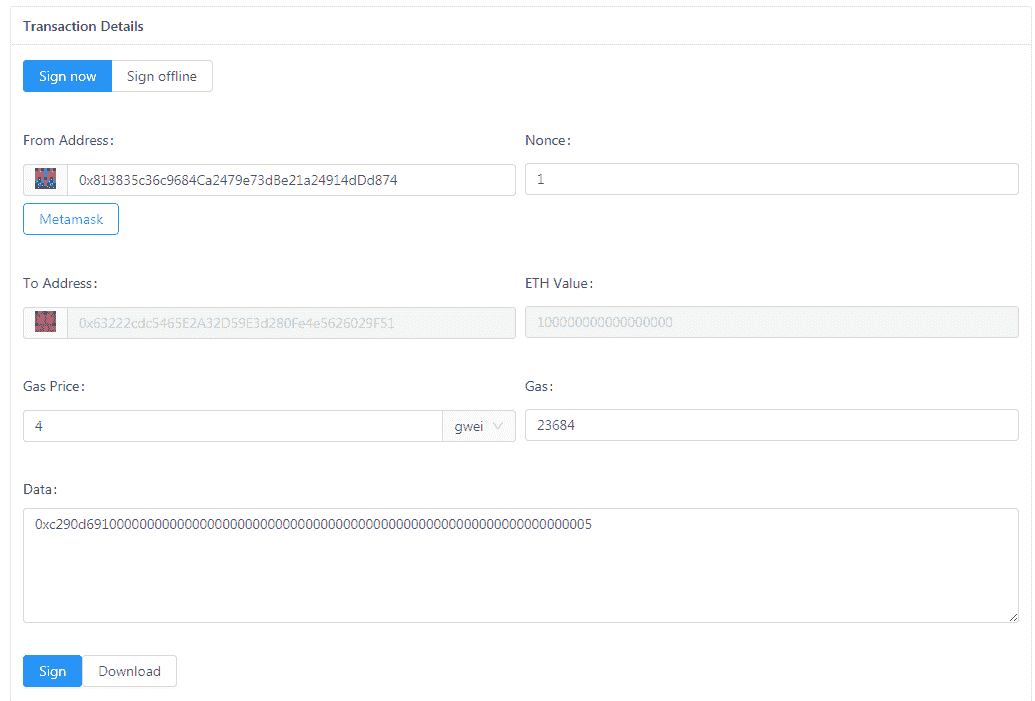 Transaction Details
Sign now Sign offline
From Address: Nonce:
0x813835c36c9684Ca2479e73dBe21a24914dDd874 1
Metamask
To Address: ETH Value:
0x63222cdc5465E2A32D59E3d280Fe4e5626029F51 100000000000000000
Gas Price: Gas:
4 gwei 23684
Data:
0xc290d6910000000000000000000000000000000000000000000000000000000000000005
Sign Download